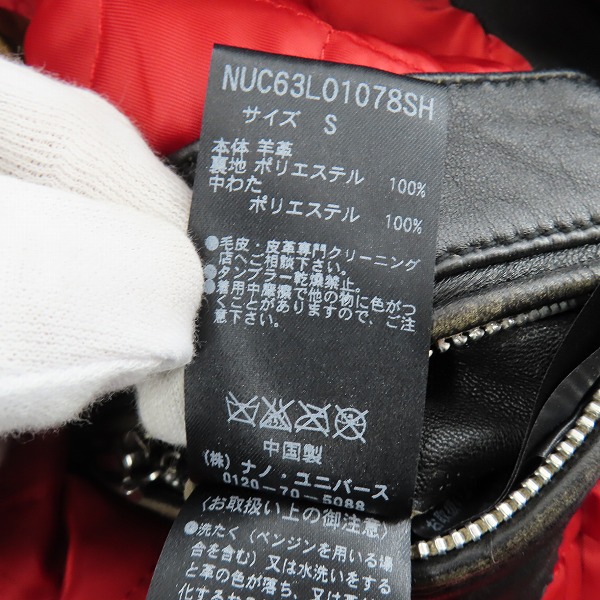 NUC63L01078SH
サイズ S
本体 羊革
裏地 ポリエステル 100%
中わた
ポリエステル 100%
●毛皮・皮革専門クリーニング
店へご相談下さい。
●タンブラー乾燥禁止。
●着用中摩擦で他の物に色がつ
くことがありますので、ご注
意下さい。
中国製
(株) ナノ・ユニバース
0120-70-5088
〈お取扱い上の御注意〉
●洗たく(ベンジンを用いる場
合を含む)又は水洗いをする
と革の色が落ち、又は